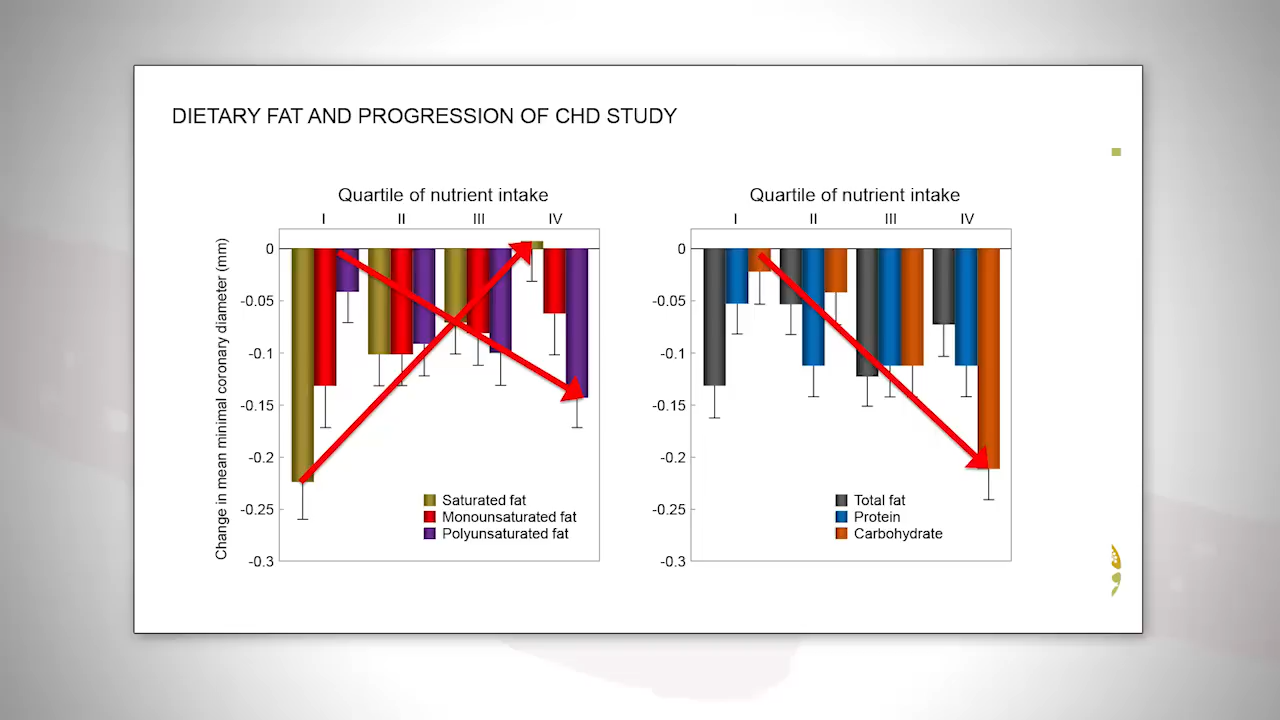 DIETARY FAT AND PROGRESSION OF CHD STUDY
Quartile of nutrient intake
I II III IV
Change in mean minimal coronary diameter (mm)
0
-0.05
-0.1
-0.15
-0.2
-0.25
-0.3
Saturated fat
Monounsaturated fat
Polyunsaturated fat
Quartile of nutrient intake
I II III IV
0
-0.05
-0.1
-0.15
-0.2
-0.25
-0.3
Total fat
Protein
Carbohydrate